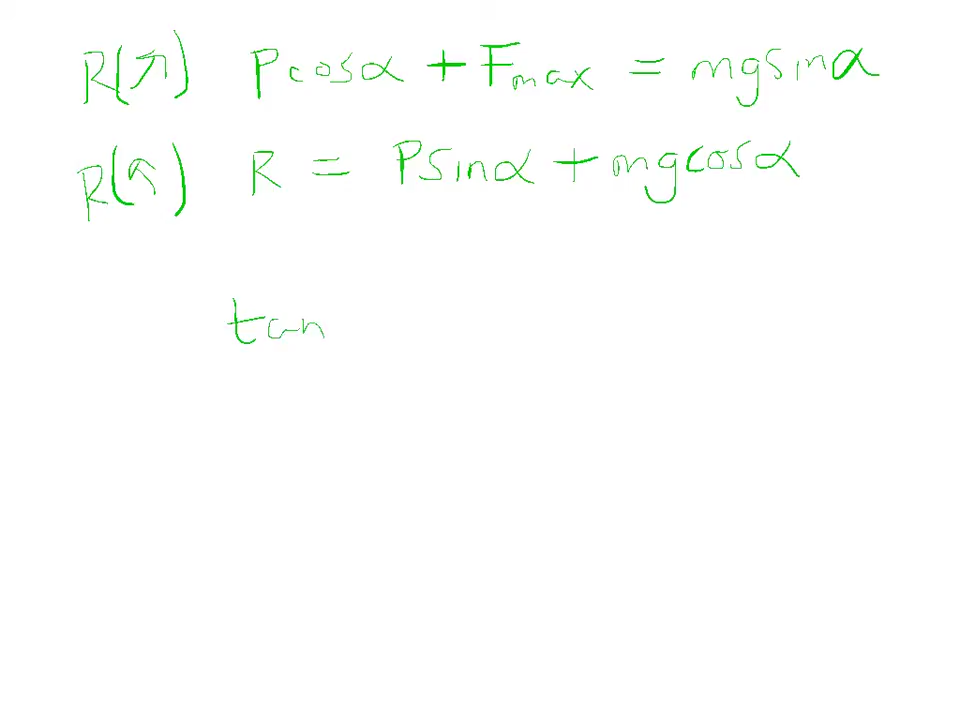 R(↗) Pcosα + Fmax = mgsinα
R(↖) R = Psinα + mgcosα
tan